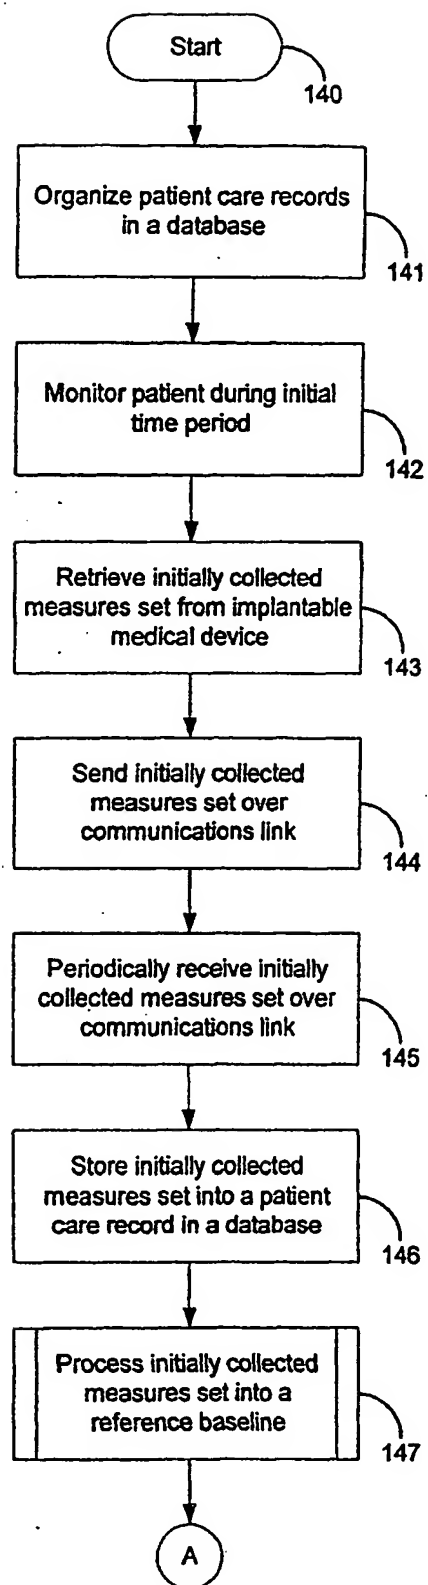 Start
140
Organize patient care records
in a database
141
Monitor patient during initial
time period
142
Retrieve initially collected
measures set from implantable
medical device
143
Send initially collected
measures set over
communications link
144
Periodically receive initially
collected measures set over
communications link
145
Store initially collected
measures set into a patient
care record in a database
146
Process initially collected
measures set into a
reference baseline
147
A